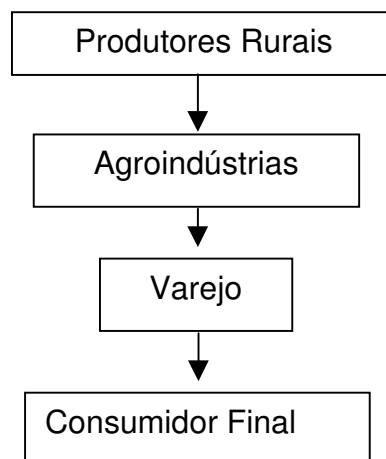 Produtores Rurais
Agroindústrias
Varejo
Consumidor Final